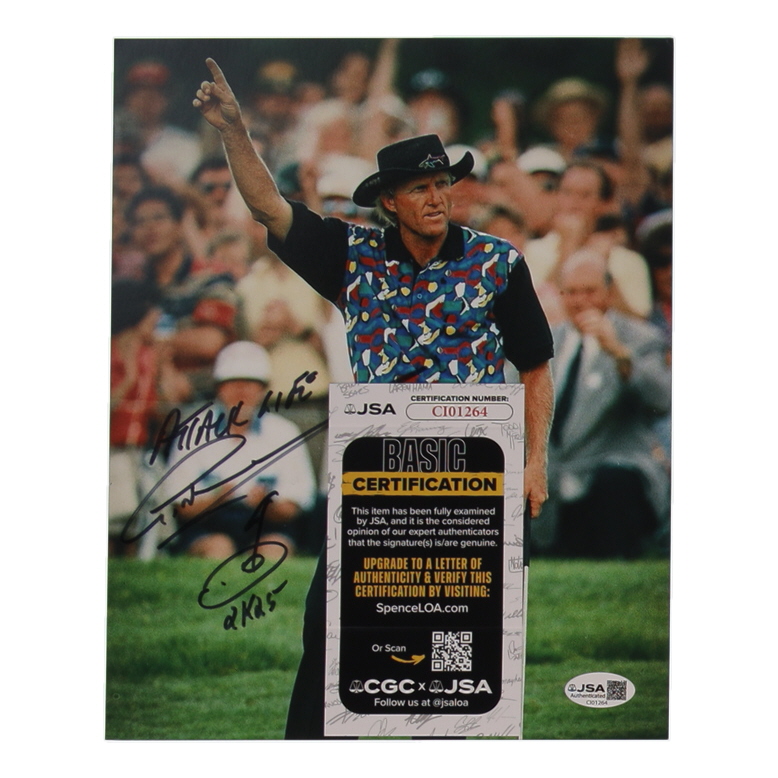 ATTACK LIFE
2K25
JSA
CERTIFICATION NUMBER:
CI01264
BASIC
CERTIFICATION
This item has been fully examined
by JSA, and it is the considered
opinion of our expert authenticators
that the signature(s) is/are genuine.
UPGRADE TO A LETTER OF
AUTHENTICITY & VERIFY THIS
CERTIFICATION BY VISITING:
SpenceLOA.com
Or Scan
CGC x JSA
Follow us at @jsaloa
JSA
Authenticated
CI01264